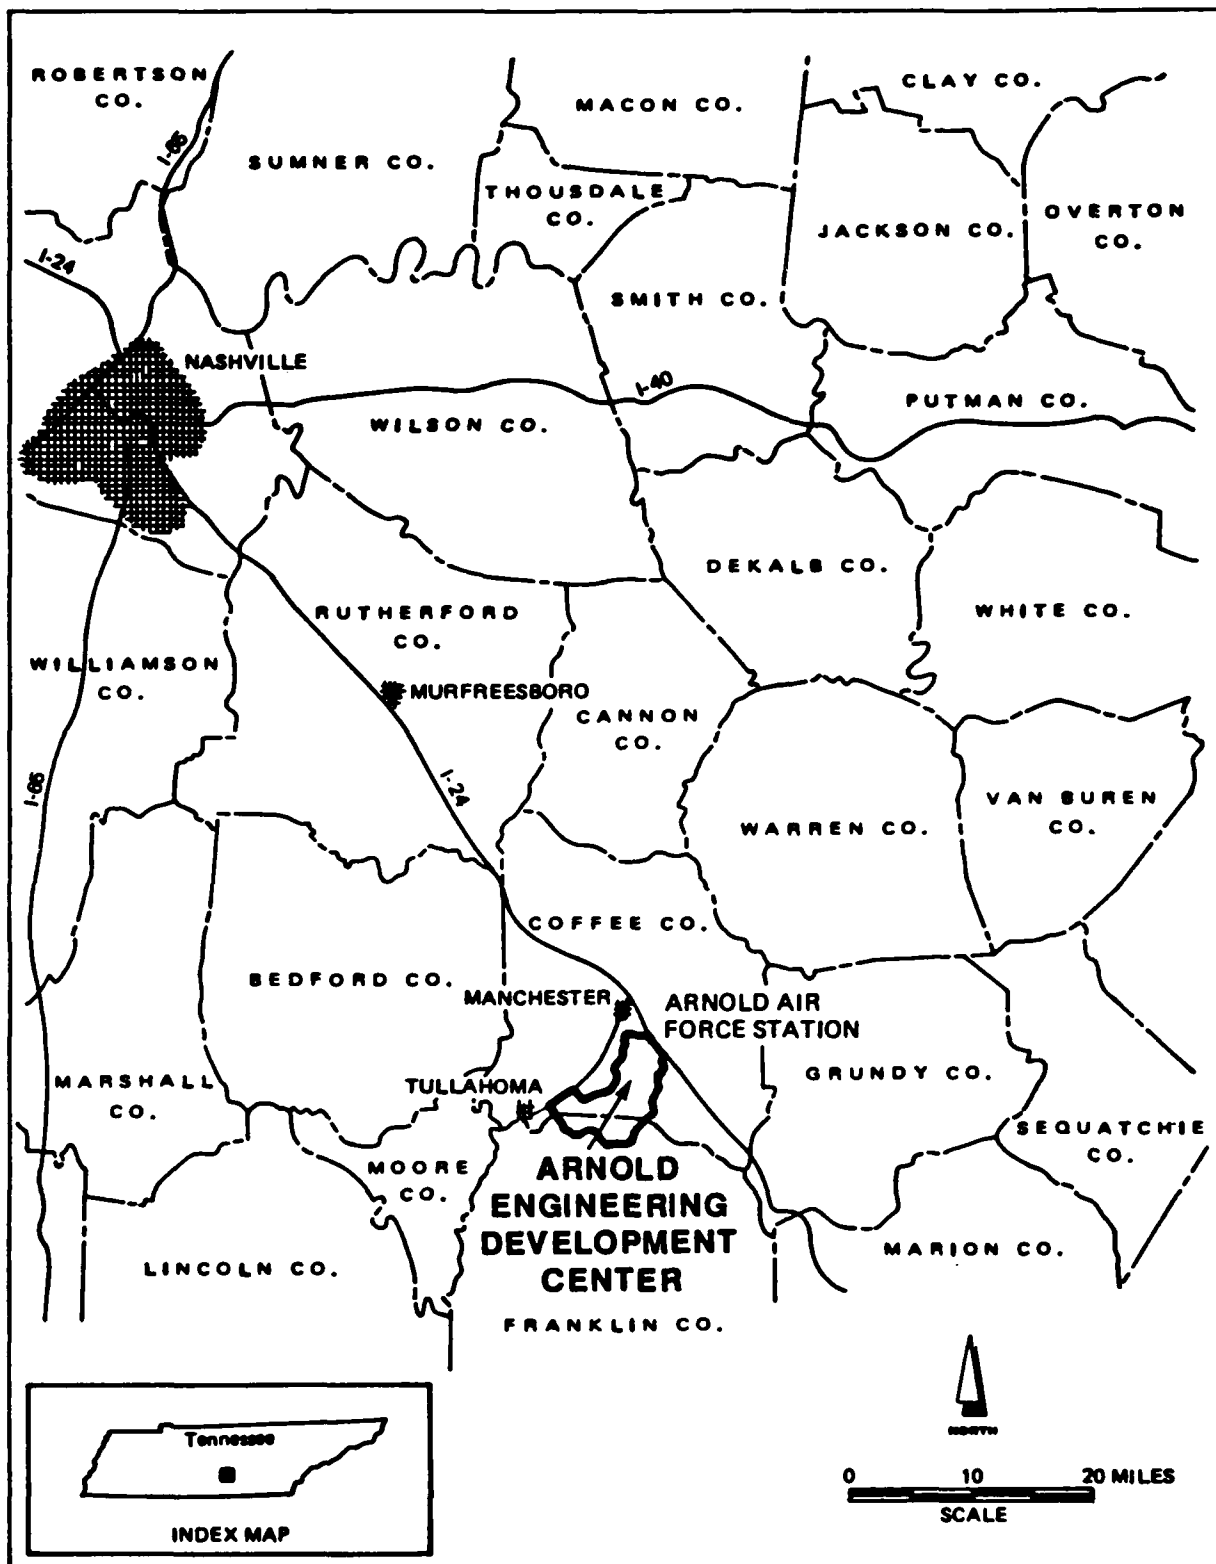 ROBERTSON
CO.
CLAY CO.
MACON CO.
I-65
SUMNER CO.
THOUSDALE
CO.
JACKSON CO.
OVERTON
CO.
I-24
SMITH CO.
NASHVILLE
I-40
PUTMAN CO.
WILSON CO.
DEKALB CO.
RUTHERFORD
CO.
WHITE CO.
WILLIAMSON
CO.
MURFREESBORO
CANNON
CO.
I-65
I-24
VAN BUREN
CO.
WARREN CO.
COFFEE CO.
BEDFORD CO.
MANCHESTER
ARNOLD AIR
FORCE STATION
MARSHALL
CO.
TULLAHOMA
GRUNDY CO.
SEQUATCHIE
CO.
MOORE
CO.
ARNOLD
ENGINEERING
DEVELOPMENT
CENTER
MARION CO.
LINCOLN CO.
FRANKLIN CO.
NORTH
Tennessee
INDEX MAP
0 10 20 MILES
SCALE